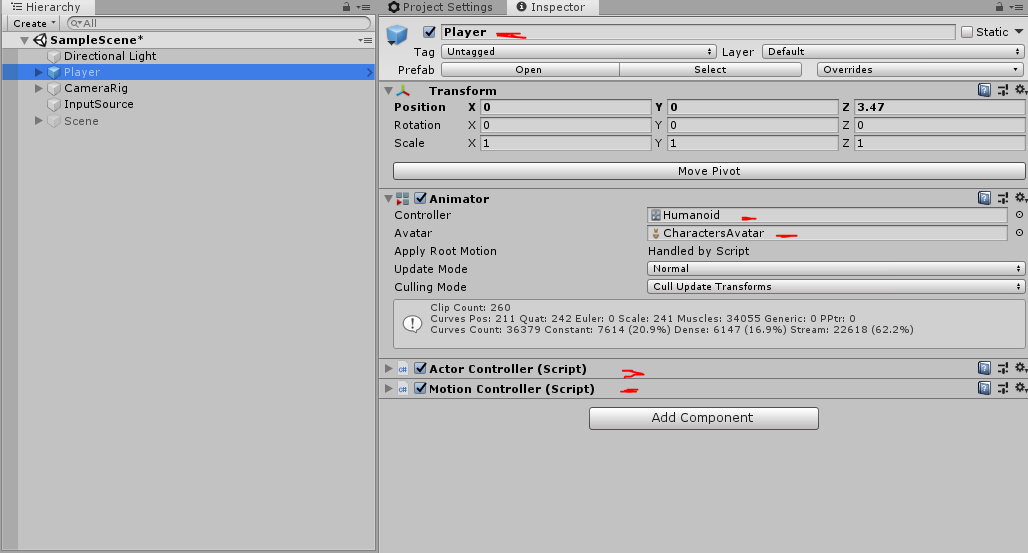 Hierarchy
Create
All
SampleScene*
Directional Light
Player
CameraRig
InputSource
Scene
Project Settings
Inspector
Player
Static
Tag Untagged Layer Default
Prefab Open Select Overrides
Transform
Position X 0 Y 0 Z 3.47
Rotation X 0 Y 0 Z 0
Scale X 1 Y 1 Z 1
Move Pivot
Animator
Controller Humanoid
Avatar CharactersAvatar
Apply Root Motion Handled by Script
Update Mode Normal
Culling Mode Cull Update Transforms
Clip Count: 260
Curves Pos: 211 Quat: 242 Euler: 0 Scale: 241 Muscles: 34055 Generic: 0 PPtr: 0
Curves Count: 36379 Constant: 7614 (20.9%) Dense: 6147 (16.9%) Stream: 22618 (62.2%)
Actor Controller (Script)
Motion Controller (Script)
Add Component